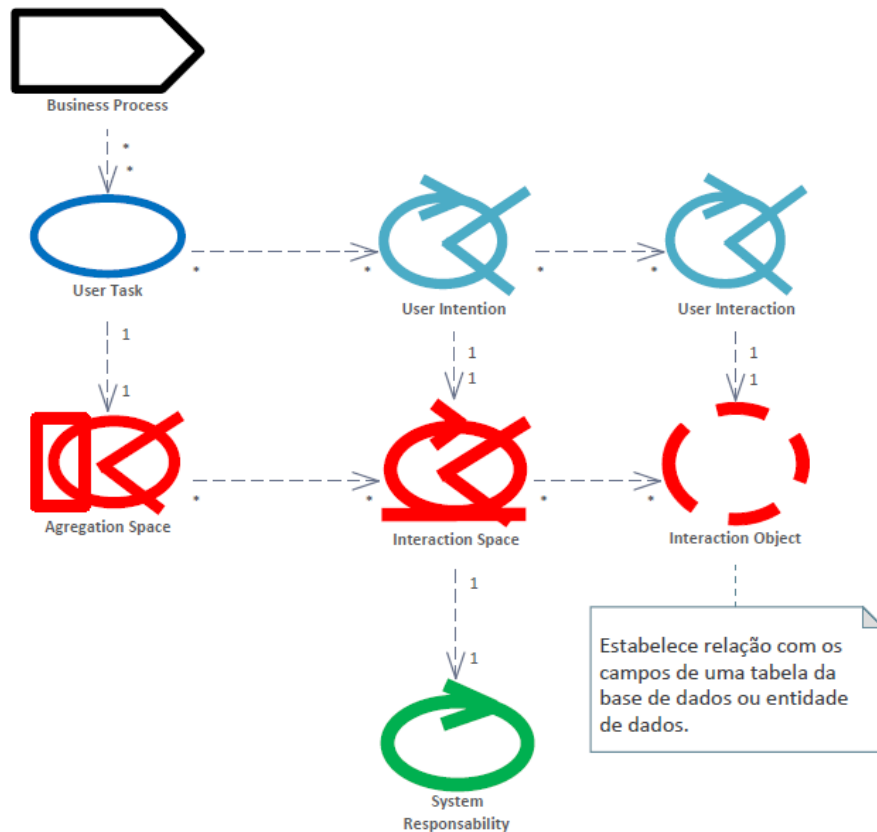 Business Process
*
*
User Task
*
*
User Intention
*
*
User Interaction
1
1
1
1
1
1
Agregation Space
*
*
Interaction Space
*
*
Interaction Object
1
1
System
Responsability
Estabelece relação com os
campos de uma tabela da
base de dados ou entidade
de dados.